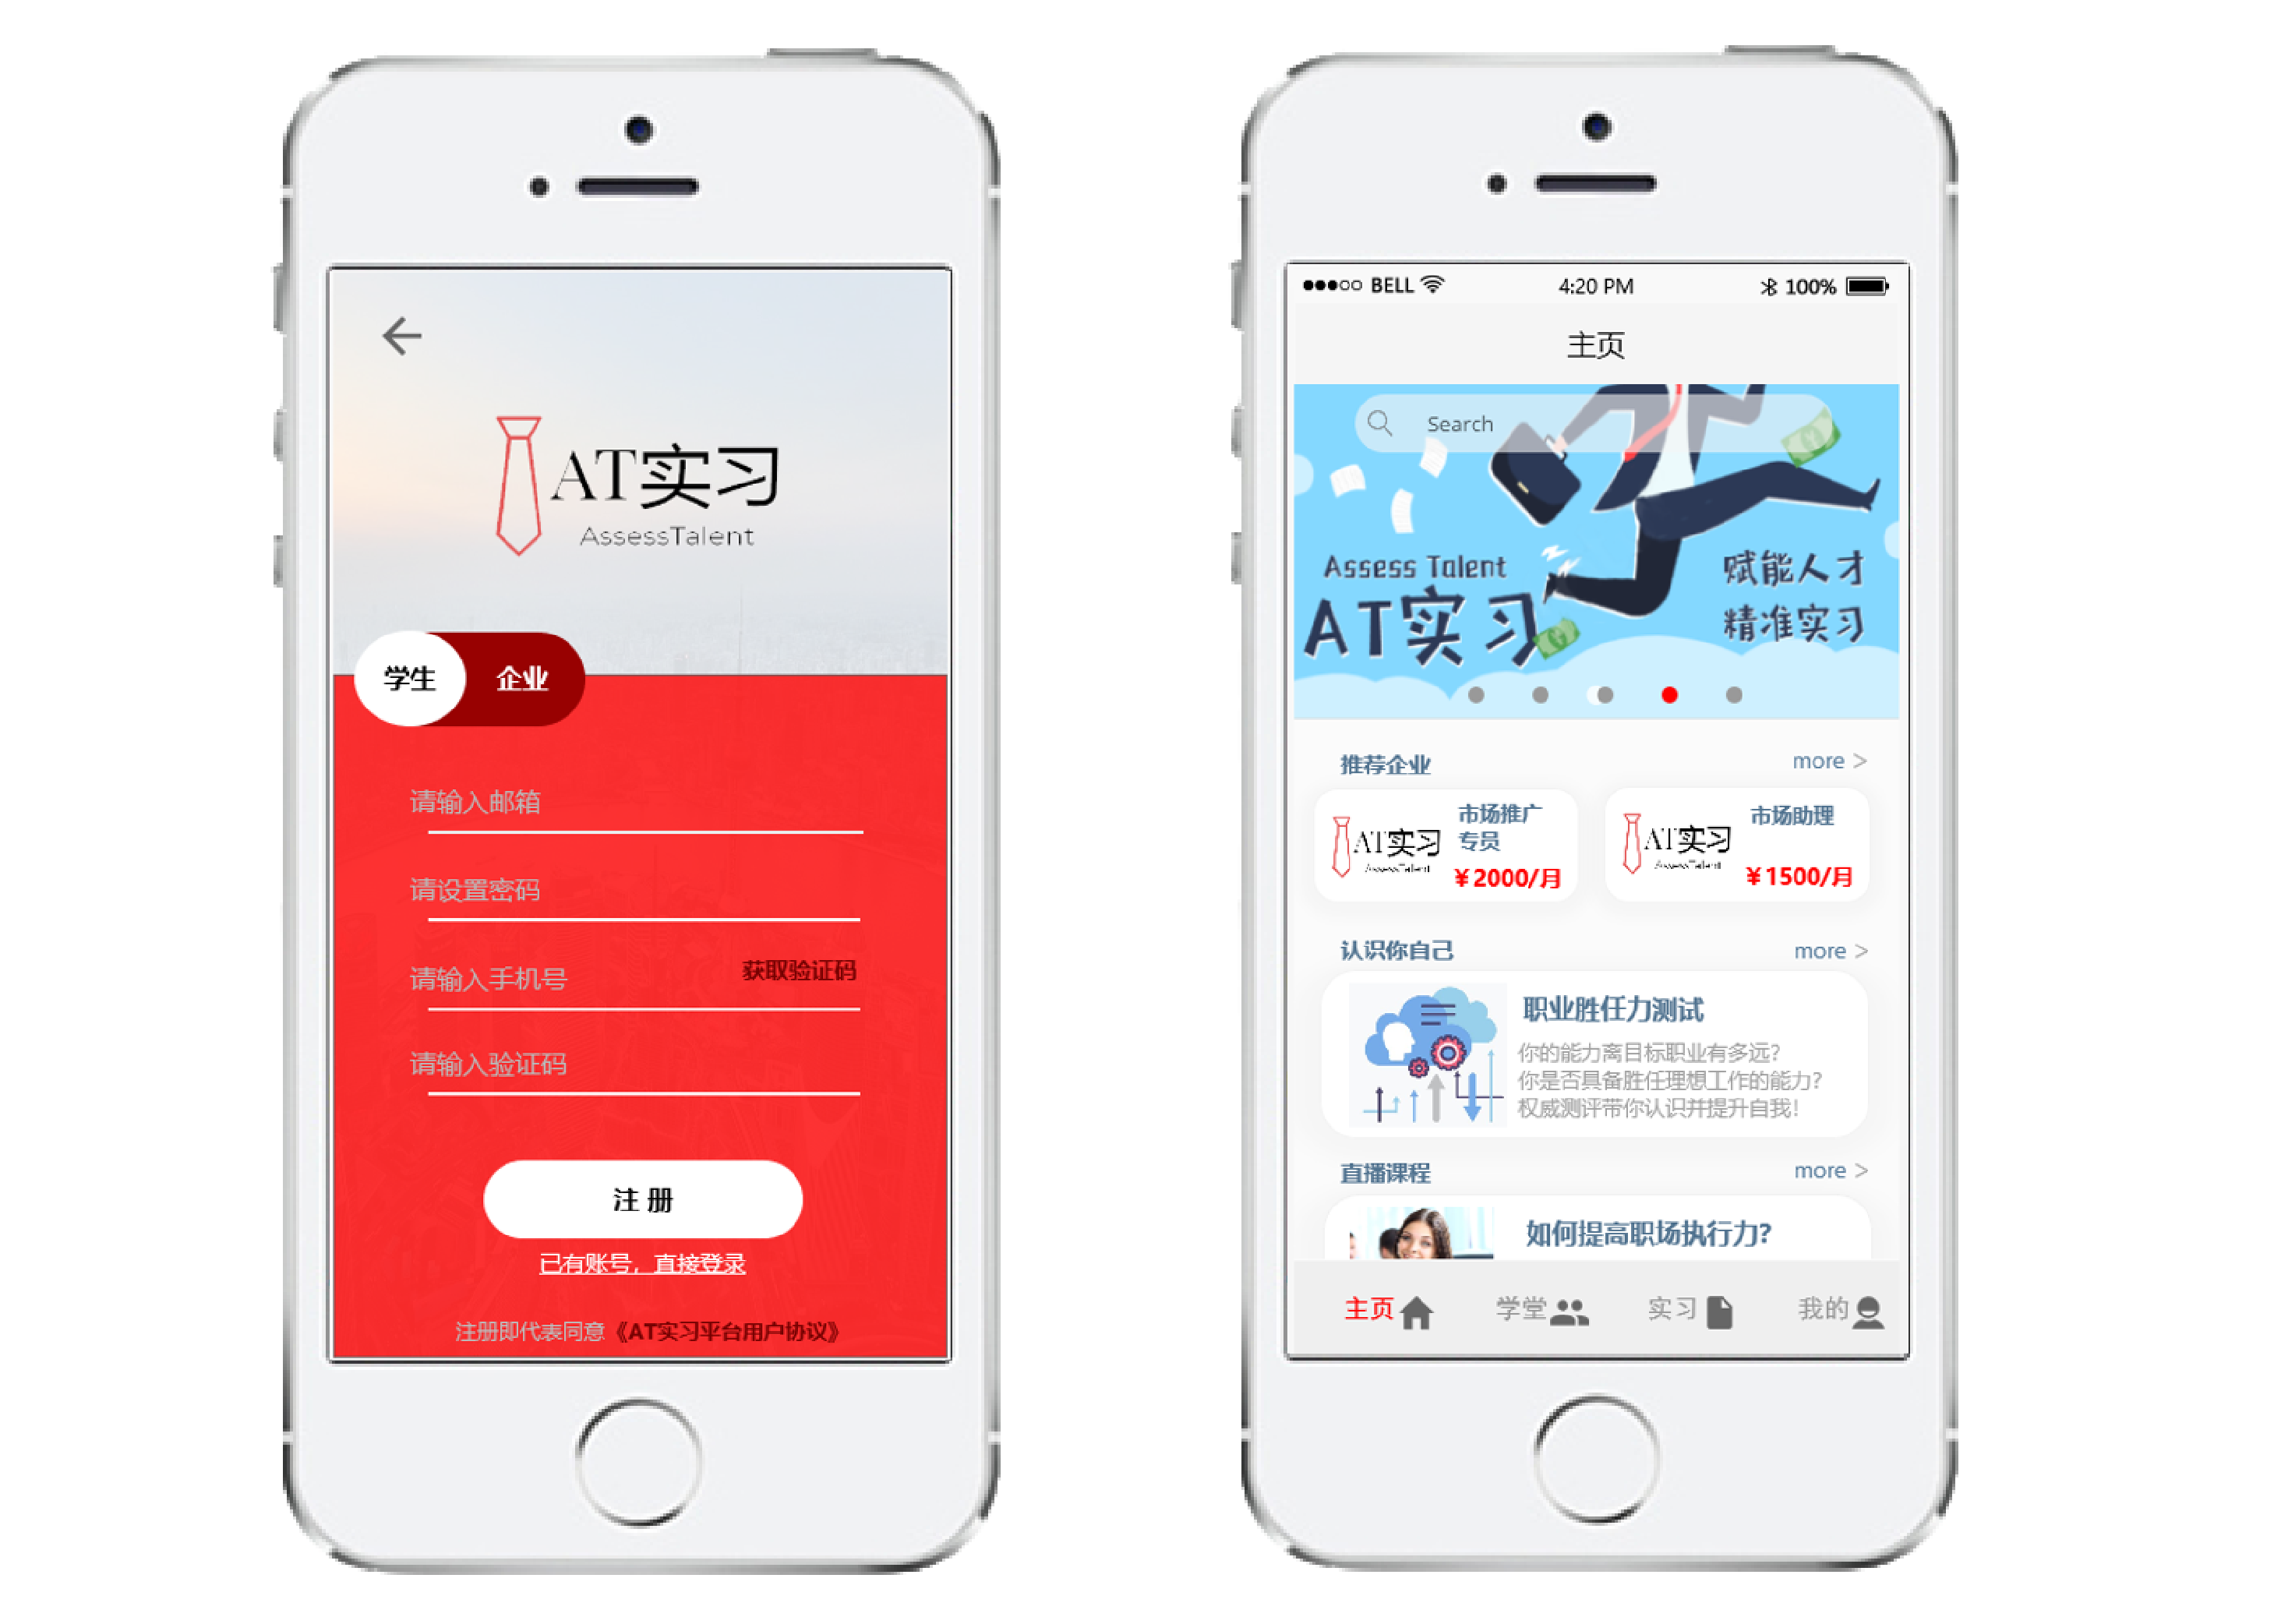 AT实习
AssessTalent
学生 企业
请输入邮箱
请设置密码
请输入手机号 获取验证码
请输入验证码
注 册
已有账号，直接登录
注册即代表同意《AT实习平台用户协议》
BELL 4:20 PM 100%
主页
Search
Assess Talent
AT实习
赋能人才
精准实习
推荐企业 more >
AT实习
AssessTalent
市场推广
专员
¥2000/月
AT实习
AssessTalent
市场助理
¥1500/月
认识你自己 more >
职业胜任力测试
你的能力离目标职业有多远?
你是否具备胜任理想工作的能力?
权威测评带你认识并提升自我!
直播课程 more >
如何提高职场执行力?
主页 学堂 实习 我的